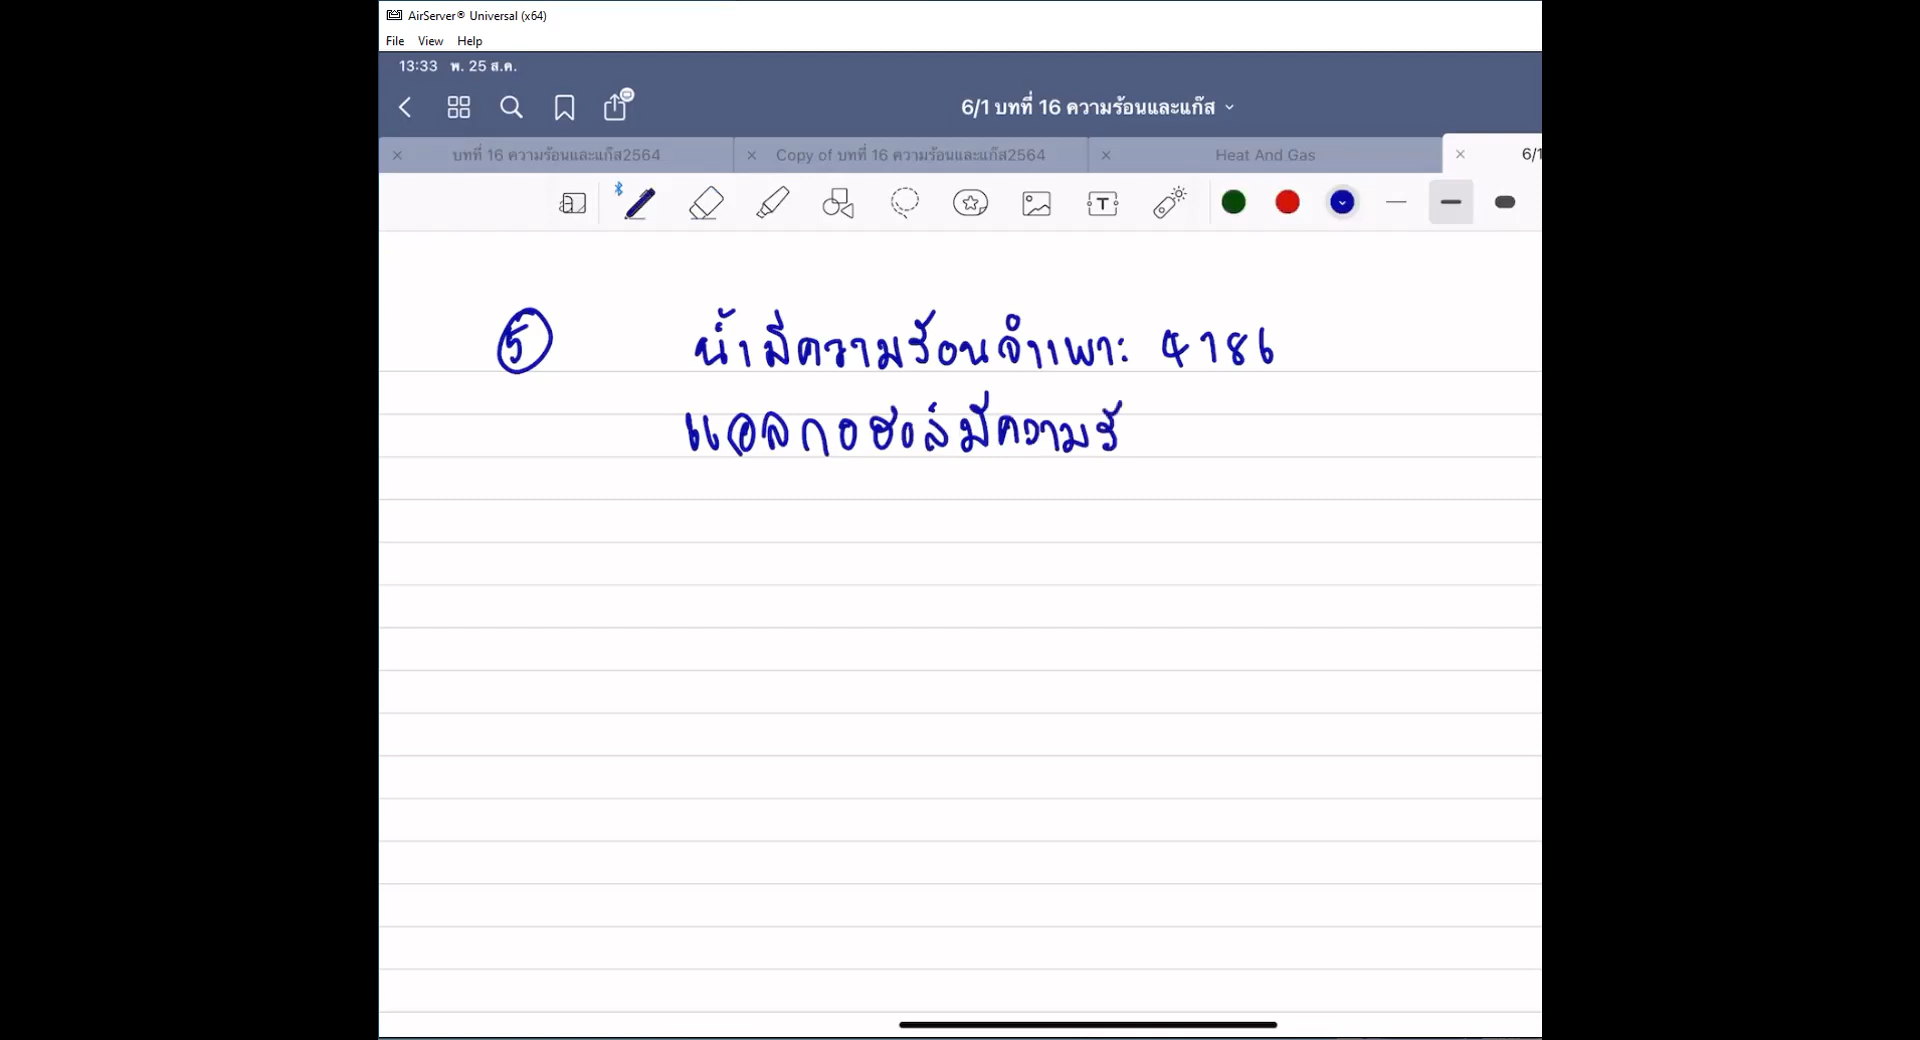 AirServer® Universal (x64)
File View Help
13:33 พ. 25 ส.ค.
6/1 บทที่ 16 ความร้อนและแก๊ส
บทที่ 16 ความร้อนและแก๊ส2564 Copy of บทที่ 16 ความร้อนและแก๊ส2564 Heat And Gas 6/1
5 น้ำมีความร้อนจำเพาะ 4186
แอลกอฮอล์มีความร้